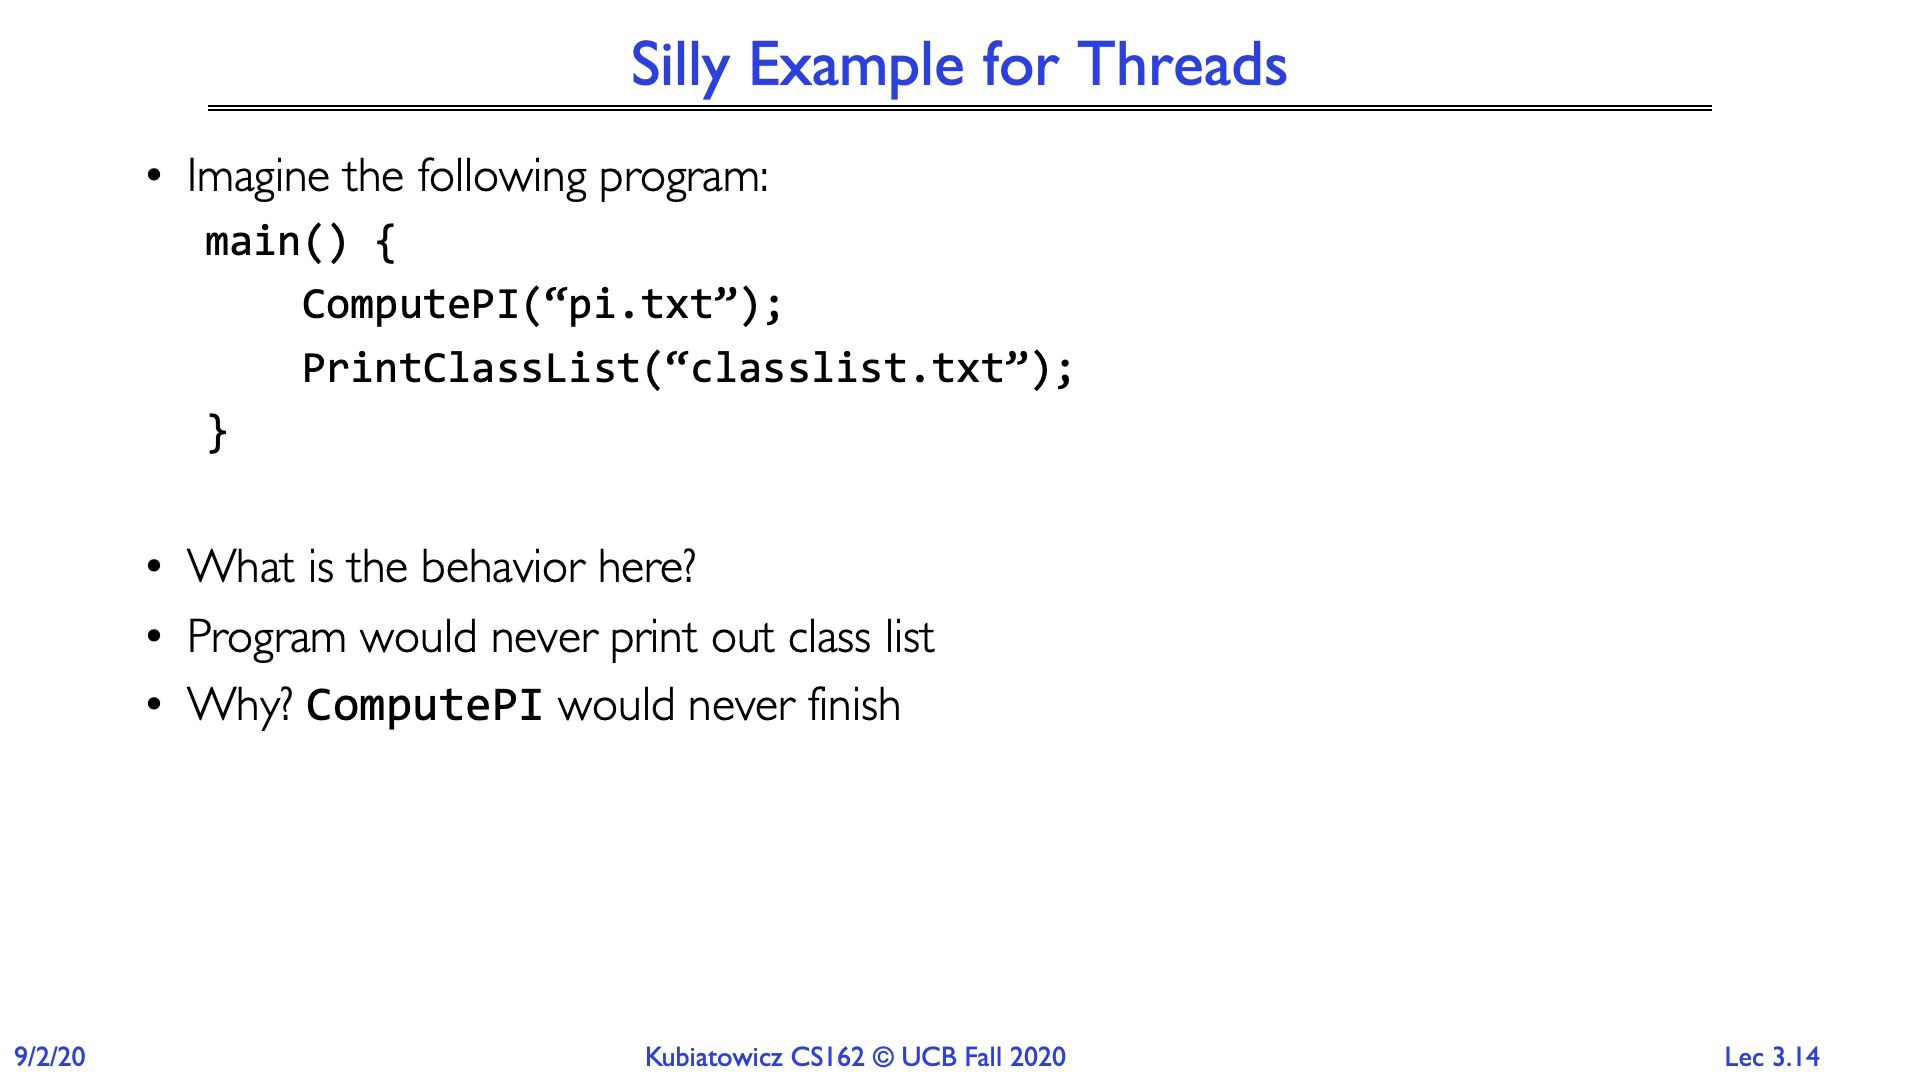 Silly Example for Threads
• Imagine the following program:
main() {
ComputePI(“pi.txt”);
PrintClassList(“classlist.txt”);
}
• What is the behavior here?
• Program would never print out class list
• Why? ComputePI would never finish
9/2/20
Kubiatowicz CS162 © UCB Fall 2020
Lec 3.14